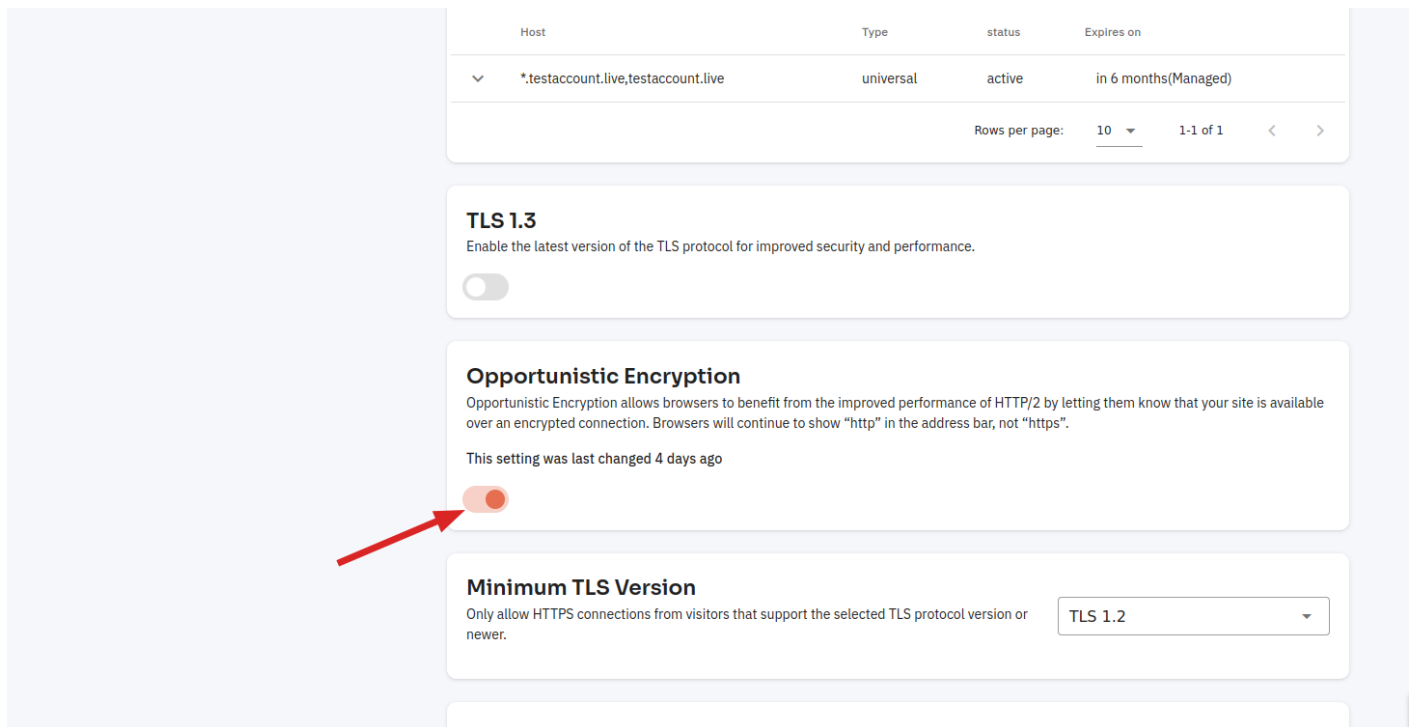 Host Type status Expires on
*.testaccount.live,testaccount.live universal active in 6 months(Managed)
Rows per page: 10 1-1 of 1
TLS 1.3
Enable the latest version of the TLS protocol for improved security and performance.
Opportunistic Encryption
Opportunistic Encryption allows browsers to benefit from the improved performance of HTTP/2 by letting them know that your site is available
over an encrypted connection. Browsers will continue to show “http” in the address bar, not “https”.
This setting was last changed 4 days ago
Minimum TLS Version
Only allow HTTPS connections from visitors that support the selected TLS protocol version or
newer.
TLS 1.2